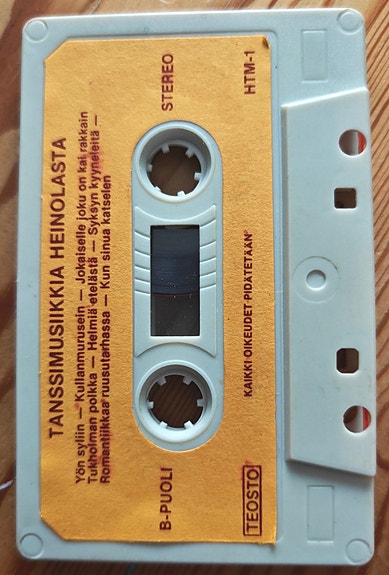 TANSSIMUSIIKKIA HEINOLASTA
Yön syliin — Kullanmurusein — Jokaiselle joku on kai rakkain
Tukholman polkka — Helmiä etelästä — Syksyn kyyneleitä —
Romantiikkaa ruusutarhassa — Kun sinua katselen
B-PUOLI
STEREO
KAIKKI OIKEUDET PIDÄTETÄÄN
TEOSTO
HTM-1